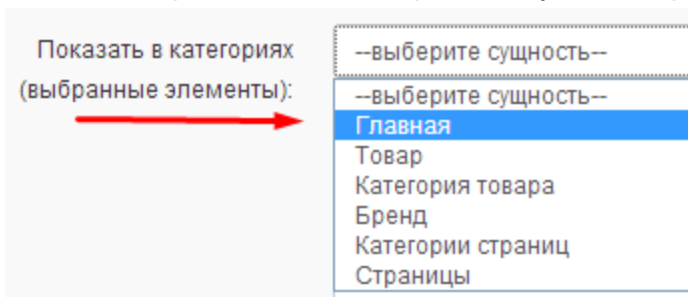 Показать в категориях
(выбранные элементы):
--выберите сущность--
--выберите сущность--
Главная
Товар
Категория товара
Бренд
Категории страниц
Страницы